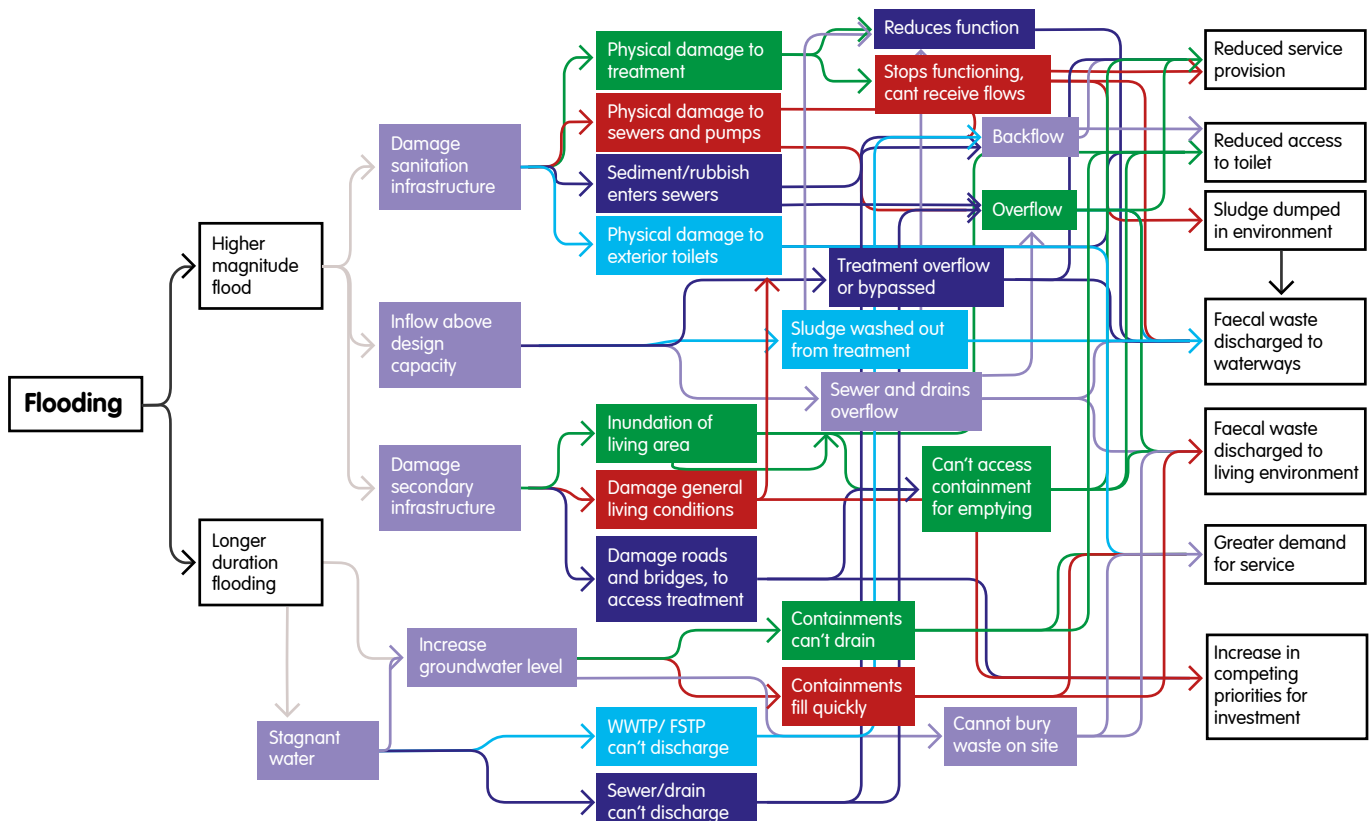 Flooding
Higher
magnitude
flood
Longer
duration
flooding
Damage
sanitation
infrastructure
Inflow above
design
capacity
Damage
secondary
infrastructure
Increase
groundwater level
Stagnant
water
Physical damage to
treatment
Physical damage to
sewers and pumps
Sediment/rubbish
enters sewers
Physical damage to
exterior toilets
Inundation of
living area
Damage general
living conditions
Damage roads
and bridges, to
access treatment
WWTP/ FSTP
can't discharge
Sewer/drain
can't discharge
Reduces function
Stops functioning,
cant receive flows
Backflow
Overflow
Treatment overflow
or bypassed
Sludge washed out
from treatment
Sewer and drains
overflow
Can't access
containment
for emptying
Containments
can't drain
Containments
fill quickly
Cannot bury
waste on site
Reduced service
provision
Reduced access
to toilet
Sludge dumped
in environment
Faecal waste
discharged to
waterways
Faecal waste
discharged to
living environment
Greater demand
for service
Increase in
competing
priorities for
investment